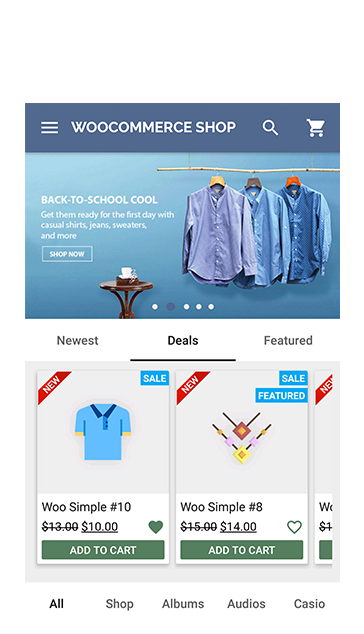 WOOCOMMERCE SHOP
BACK-TO-SCHOOL COOL
Get them ready for the first day with
casual shirts, jeans, sweaters,
and more
SHOP NOW
Newest
Deals
Featured
NEW
SALE
Woo Simple #10
$13.00 $10.00
ADD TO CART
NEW
SALE
FEATURED
Woo Simple #8
$15.00 $14.00
ADD TO CART
NEW
All
Shop
Albums
Audios
Casio